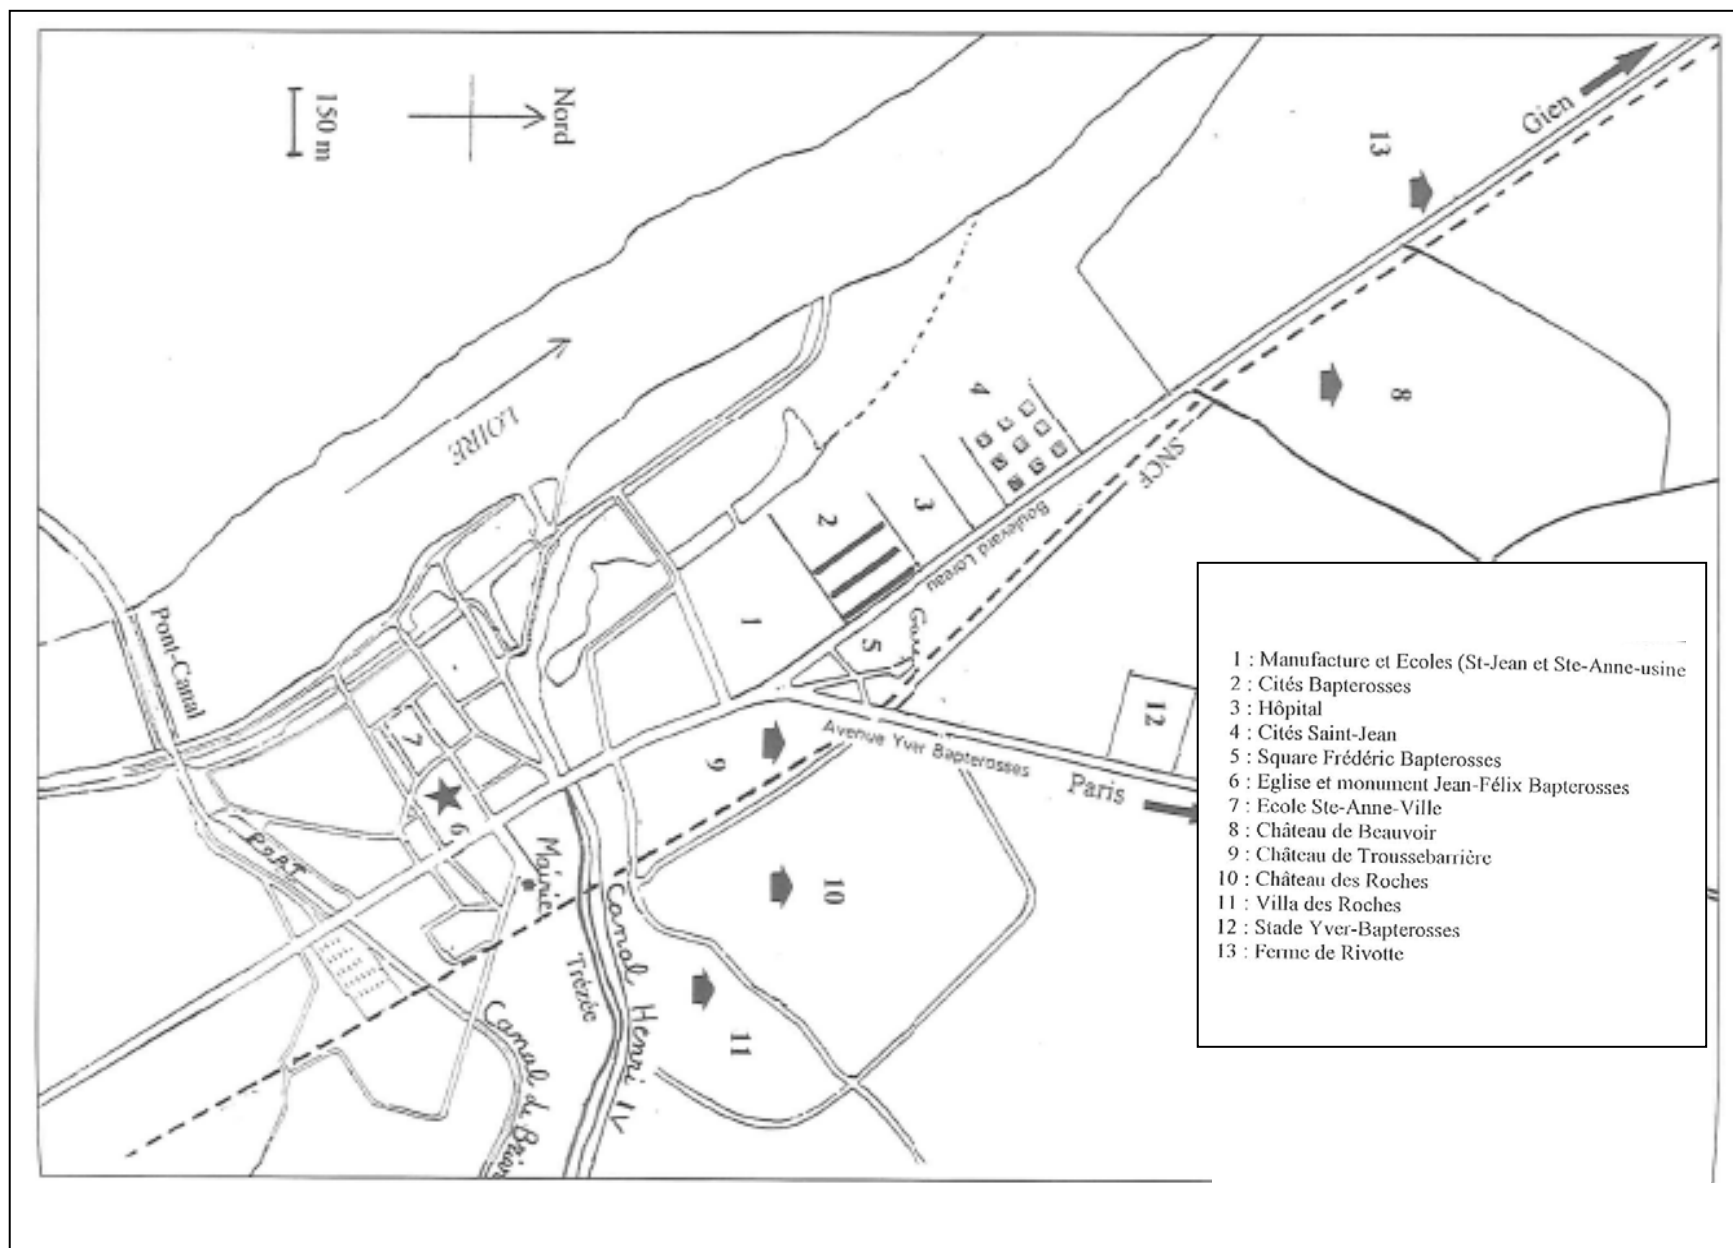 Nord
150 m
Gien
13
LOIRE
8
4
SNCF
3
2
Boulevard Loreau
Gare
1
5
Pont-Canal
12
7
9
Avenue Yver Bapterosses
Paris
6
PORT
Mairie
10
Canal Henri IV
Trézée
11
Canal de Briare
1 : Manufacture et Ecoles (St-Jean et Ste-Anne-usine
2 : Cités Bapterosses
3 : Hôpital
4 : Cités Saint-Jean
5 : Square Frédéric Bapterosses
6 : Eglise et monument Jean-Félix Bapterosses
7 : Ecole Ste-Anne-Ville
8 : Château de Beauvoir
9 : Château de Troussebarrière
10 : Château des Roches
11 : Villa des Roches
12 : Stade Yver-Bapterosses
13 : Ferme de Rivotte